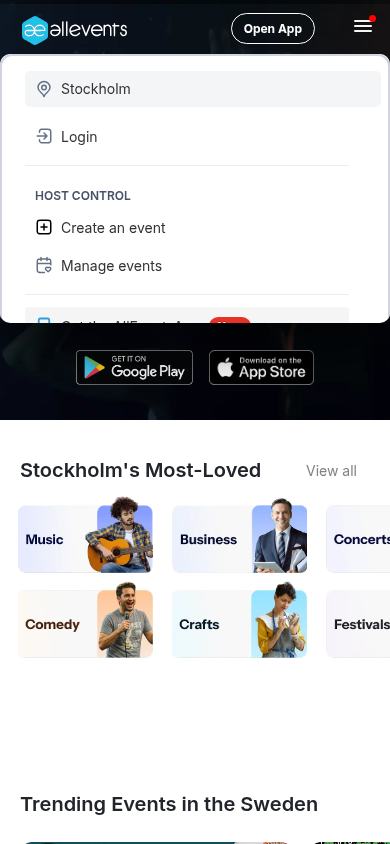 allevents
Open App
Stockholm
Login
HOST CONTROL
Create an event
Manage events
GET IT ON
Google Play
Download on the
App Store
Stockholm's Most-Loved
View all
Music
Business
Concerts
Comedy
Crafts
Festivals
Trending Events in the Sweden